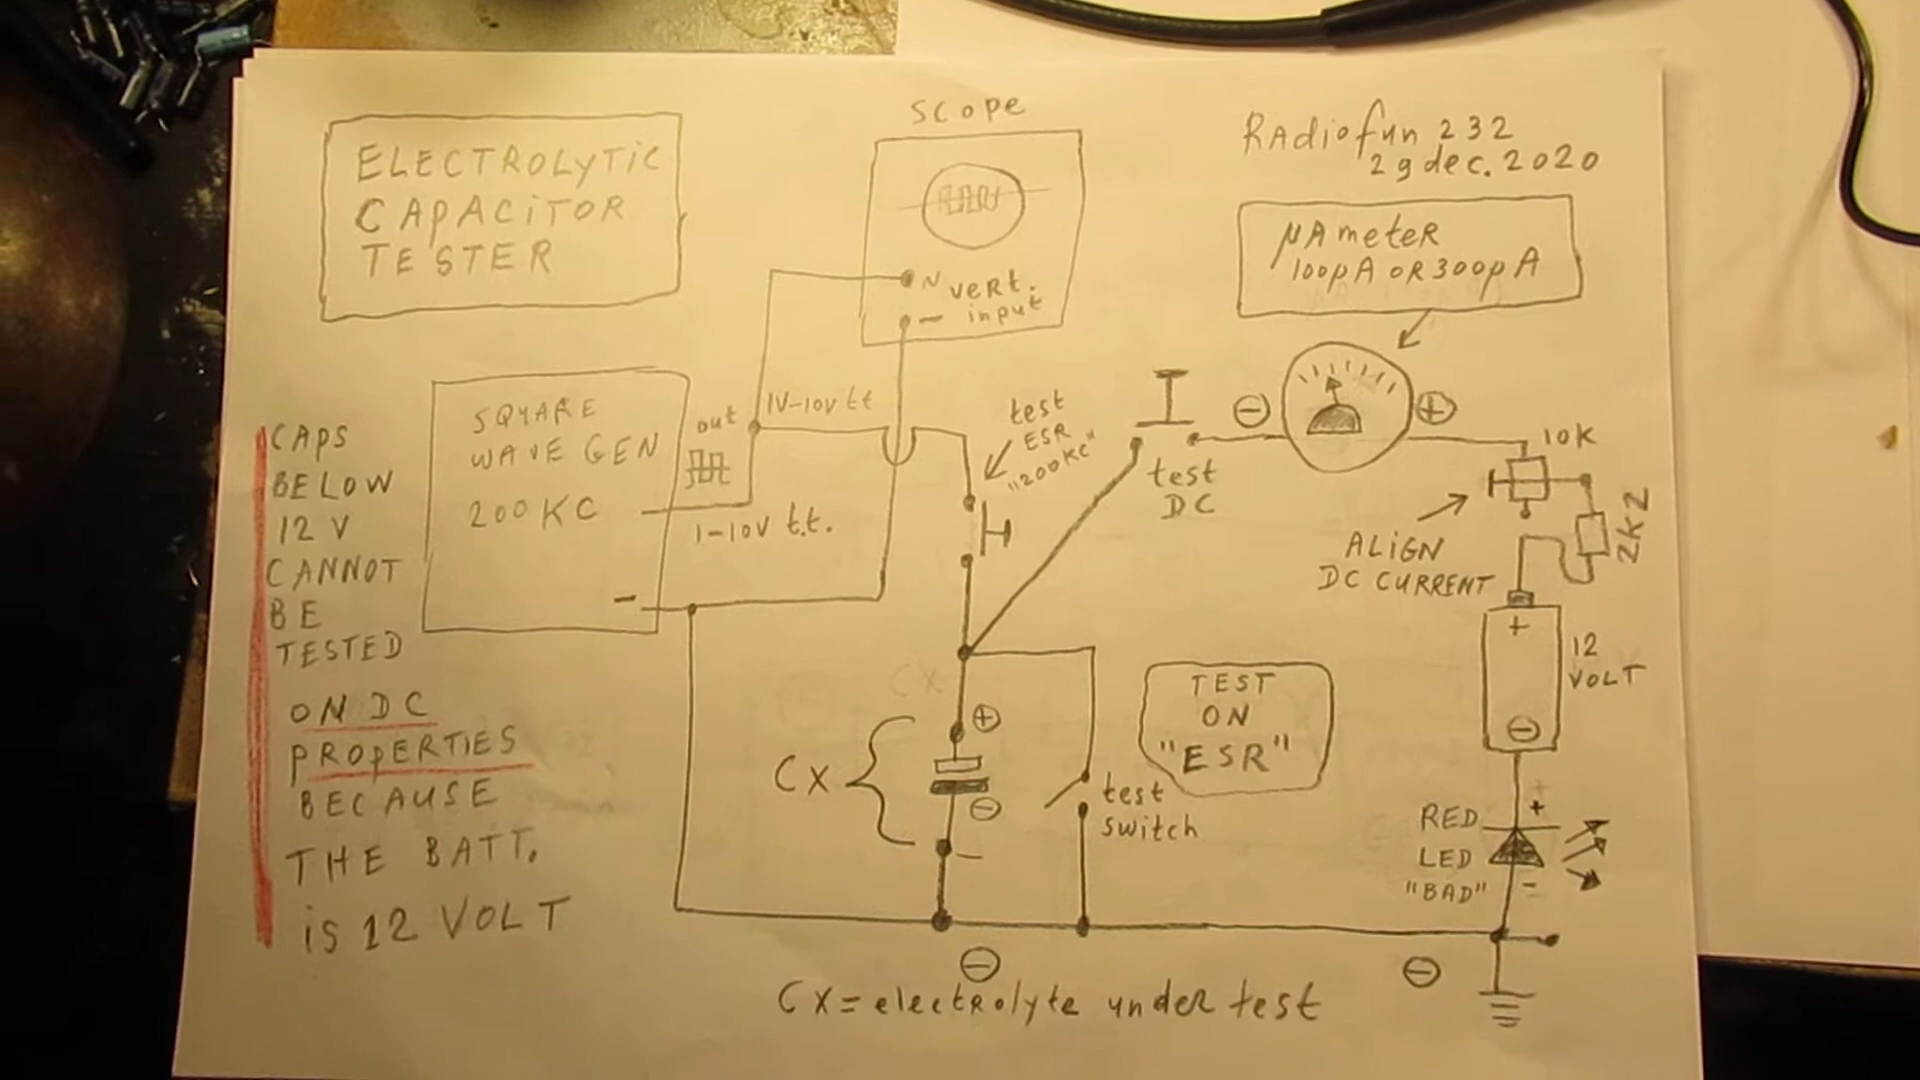 ELECTROLYTIC
CAPACITOR
TESTER
SCOPE
N vert.
- input
RAdiofun 232
29 dec. 2020
µA meteR
100µA OR 300µA
SQUARE
WAVE GEN
200 KC
out
1V-10V tt
1-10V t.t.
-
test
ESR
"200KC"
test
DC
⊖
⊕
10K
2K2
ALIGN
DC CURRENT
+
12
VOLT
⊖
CAPS
BELOW
12 V
CANNOT
BE
TESTED
ON DC
PROPERTIES
BECAUSE
THE BATT.
iS 12 VOLT
CX
CX
⊕
⊖
-
test
switch
TEST
ON
"ESR"
RED
LED
"BAD"
+
-
⊖
⊖
CX = electrolyte under test